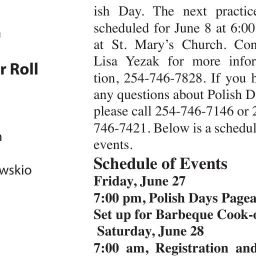 r Roll
wskio
ish Day. The next practice
scheduled for June 8 at 6:00
at St. Mary's Church. Con
Lisa Yezak for more infor
tion, 254-746-7828. If you h
any questions about Polish D
please call 254-746-7146 or 2
746-7421. Below is a schedul
events.
Schedule of Events
Friday, June 27
7:00 pm, Polish Days Pagea
Set up for Barbeque Cook-o
Saturday, June 28
7:00 am, Registration and